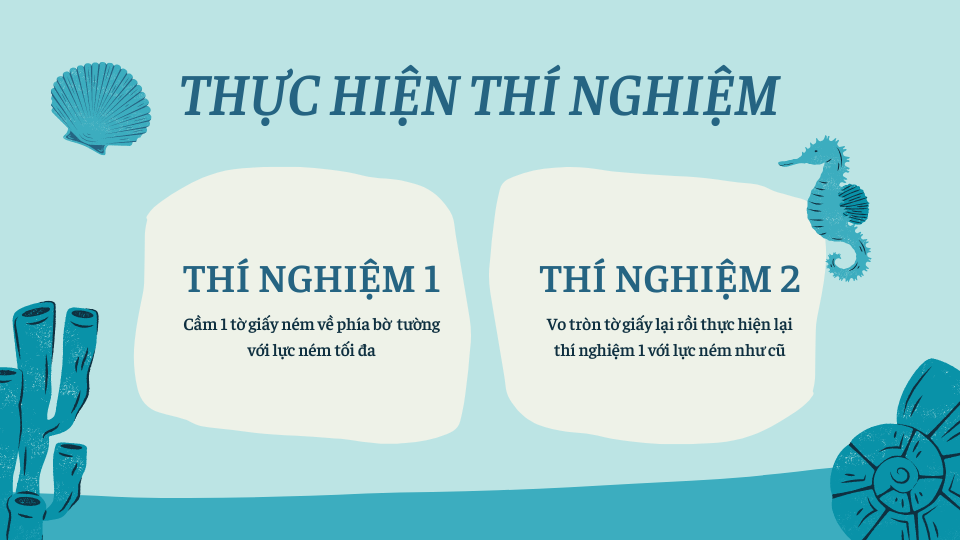 THỰC HIỆN THÍ NGHIỆM
THÍ NGHIỆM 1
Cầm 1 tờ giấy ném về phía bờ tường
với lực ném tối đa
THÍ NGHIỆM 2
Vo tròn tờ giấy lại rồi thực hiện lại
thí nghiệm 1 với lực ném như cũ